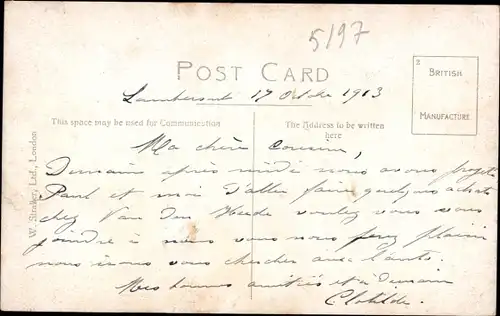 5197
POST CARD
BRITISH
MANUFACTURE.
Lambersart 17 Octobre 1913
This space may be used for Communication
The Address to be written
here
Ma chère Cousine,
Demain après midi nous avons projeté
Paul et moi d'aller faire quelques achats
chez Van den Heede voulez vous vous
joindre à nous vous nous ferez plaisir
nous irons vous chercher avec l'auto.
Mes bonnes amitiés et à demain
Clotilde.
W. Straker, Ltd., London